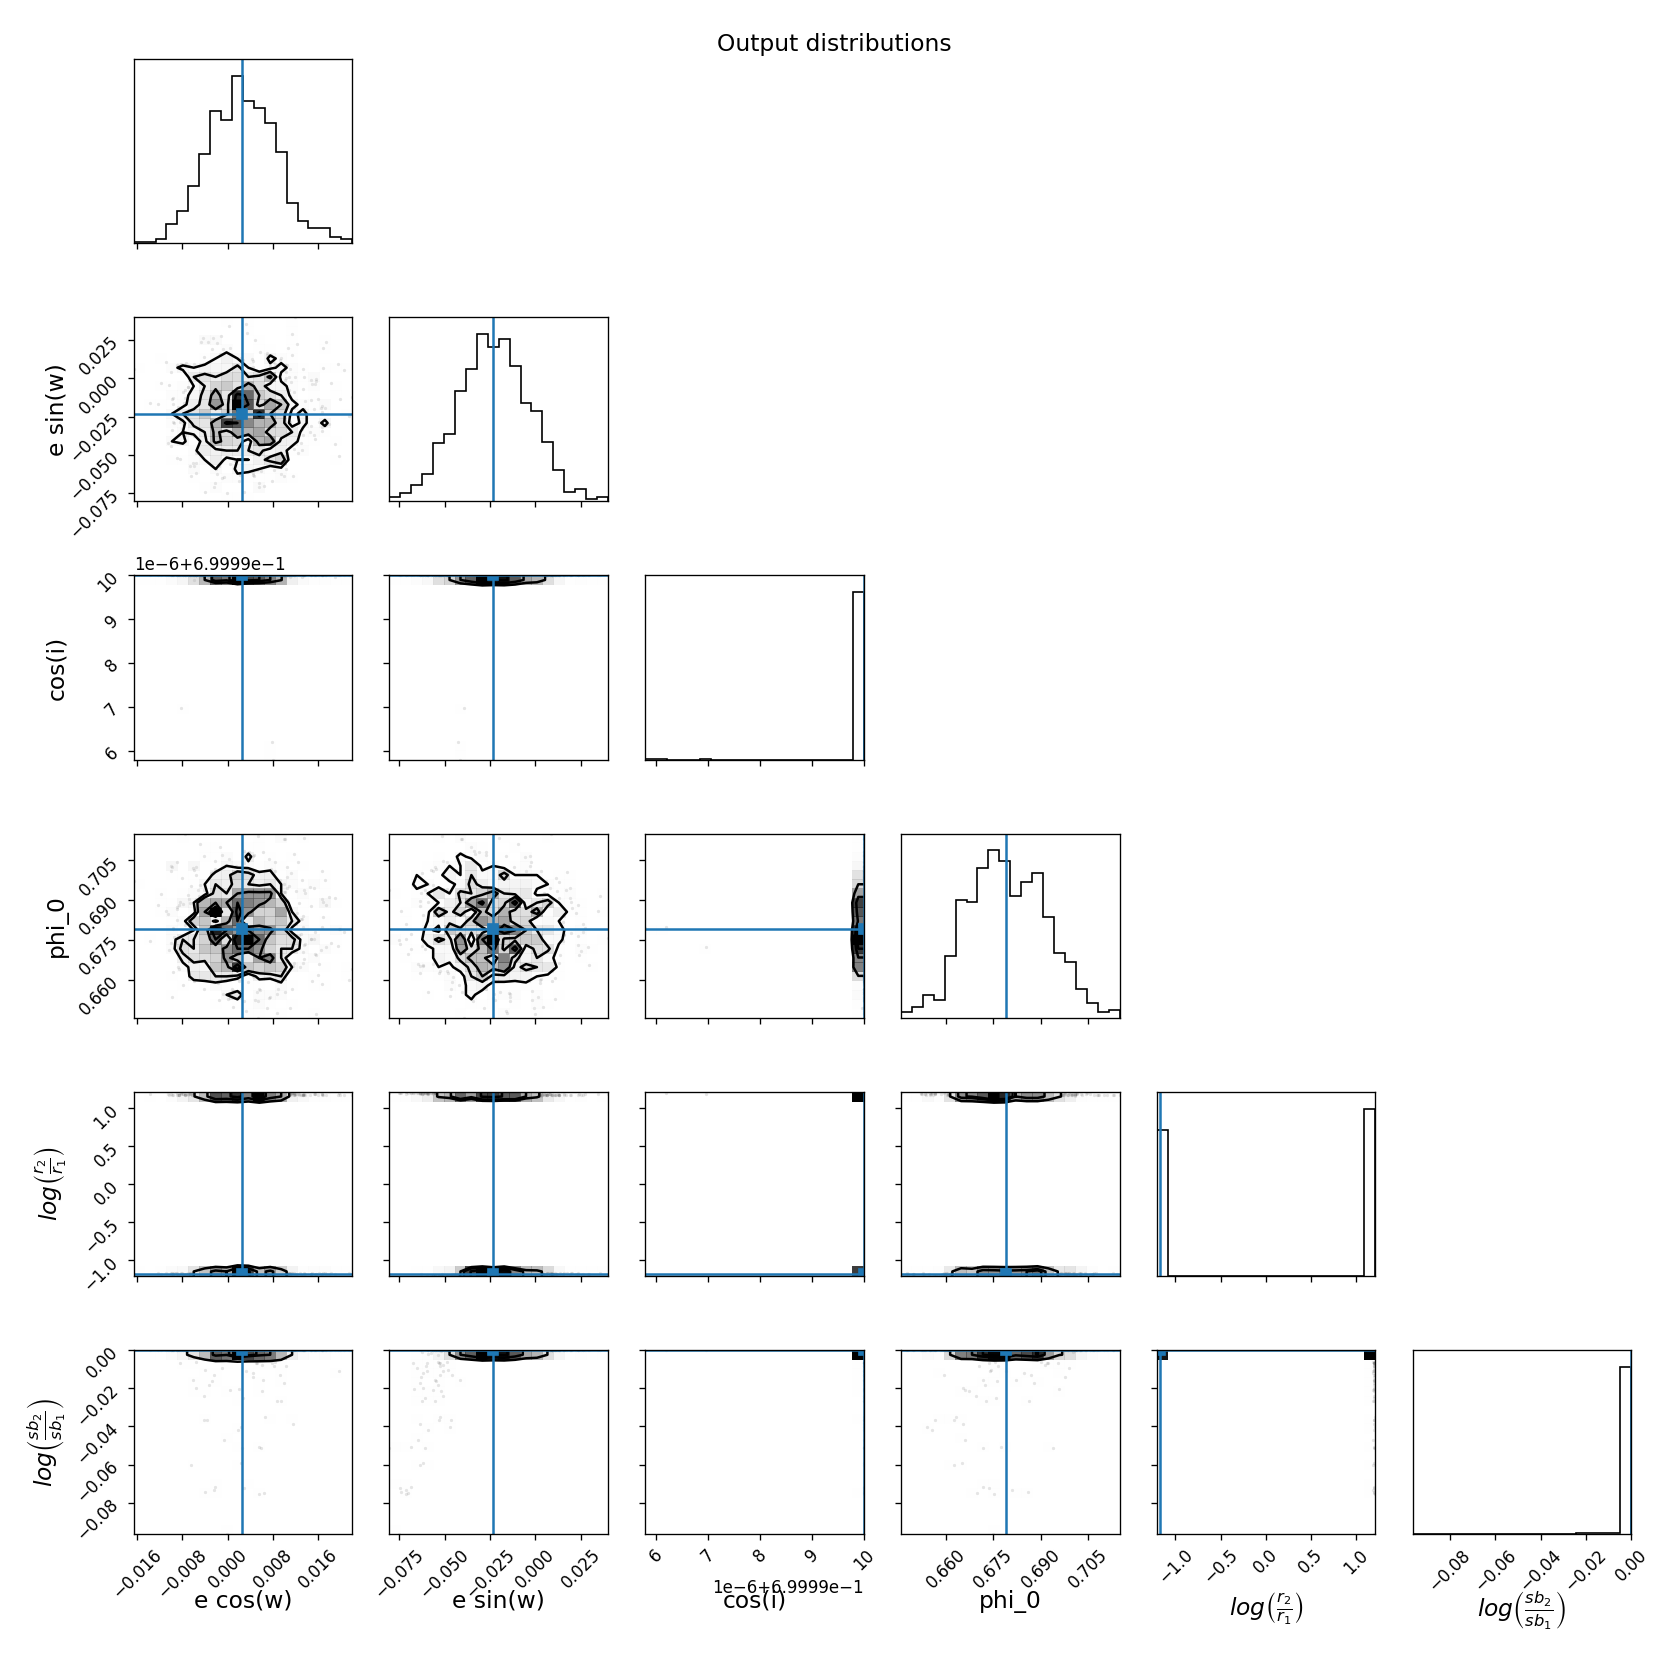 Output distributions
e sin(w)
0.025
0.000
−0.025
−0.050
−0.075
1e−6+6.9999e−1
cos(i)
10
9
8
7
6
phi_0
0.705
0.690
0.675
0.660
log(r₂/r₁)
1.0
0.5
0.0
−0.5
−1.0
log(sb₂/sb₁)
0.00
−0.02
−0.04
−0.06
−0.08
−0.016 −0.008 0.000 0.008 0.016
e cos(w)
−0.075 −0.050 −0.025 0.000 0.025
e sin(w)
6 7 8 9 10
1e−6+6.9999e−1
cos(i)
0.660 0.675 0.690 0.705
phi_0
−1.0 −0.5 0.0 0.5 1.0
log(r₂/r₁)
−0.08 −0.06 −0.04 −0.02 0.00
log(sb₂/sb₁)